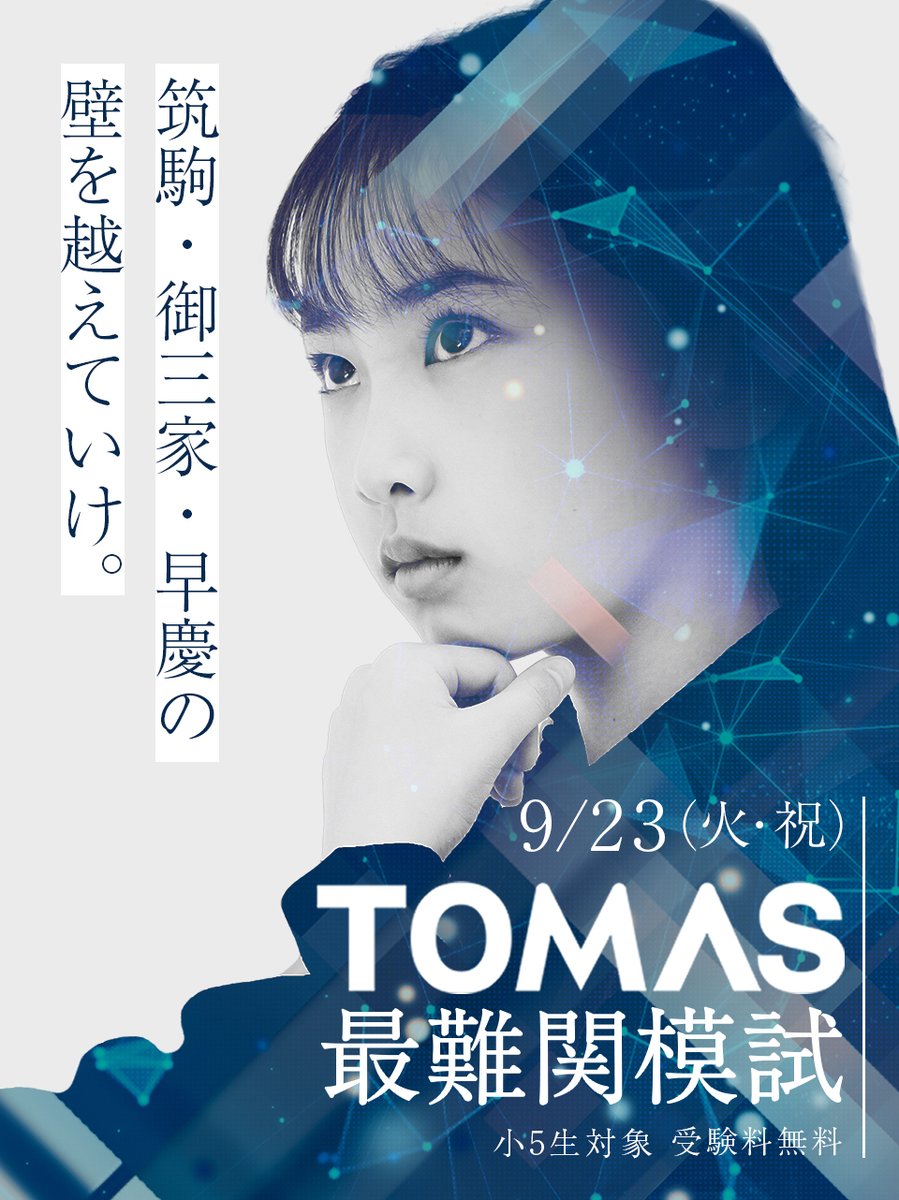 筑駒・御三家・早慶の
壁を越えていけ。
9/23(火・祝)
TOMAS
最難関模試
小5生対象 受験料無料